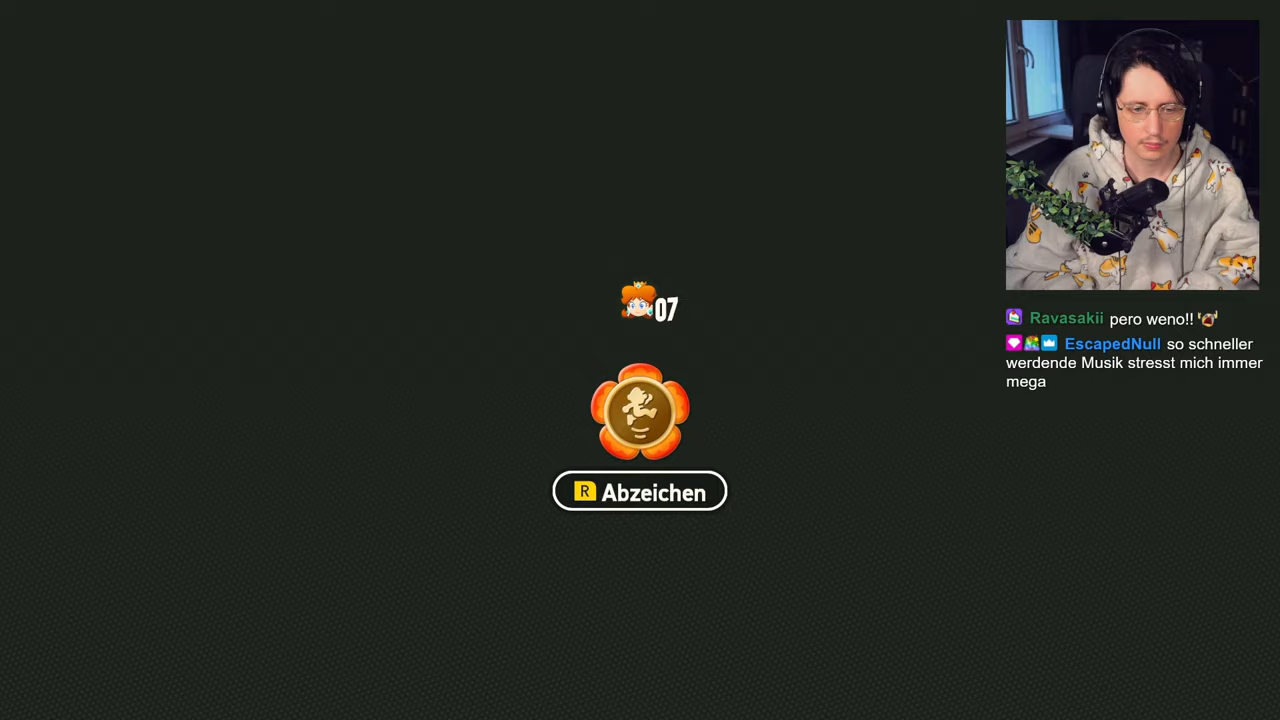 07
R Abzeichen
Ravasakii pero weno!!
EscapedNull so schneller
werdende Musik stresst mich immer
mega